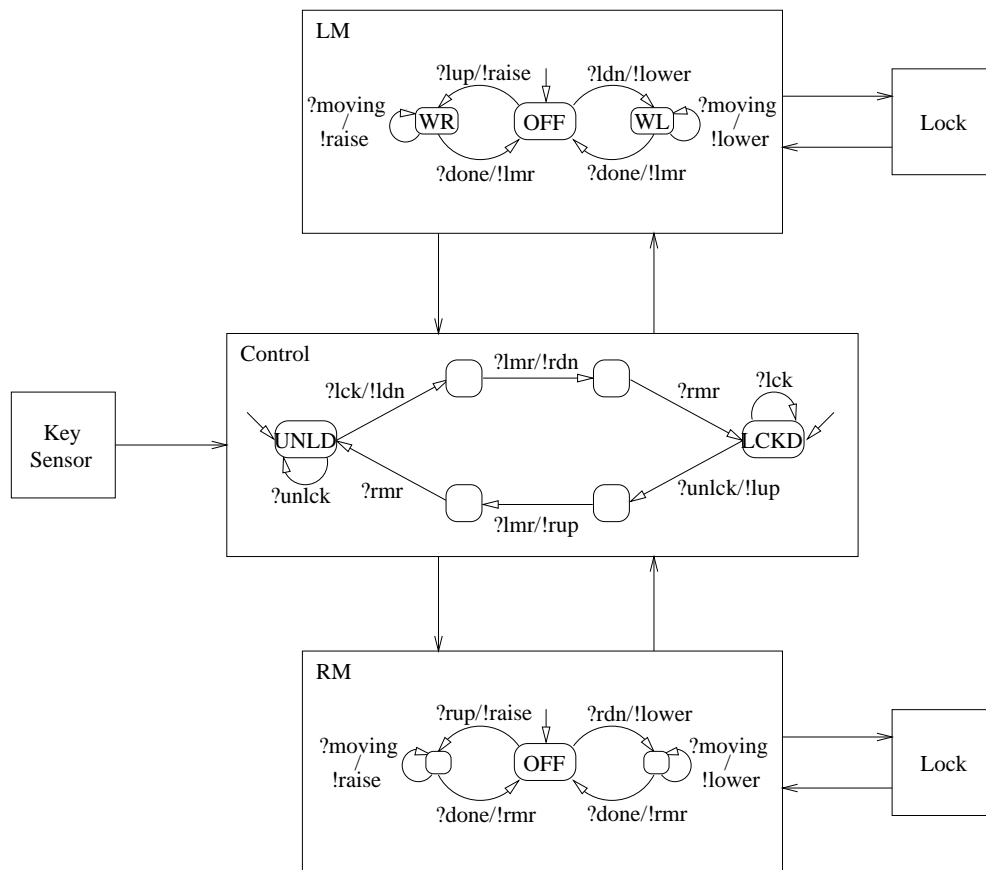 LM
?lup/!raise
?ldn/!lower
?moving
/
!raise
WR
OFF
WL
?moving
/
!lower
?done/!lmr
?done/!lmr
Lock
Control
?lck/!ldn
?lmr/!rdn
?rmr
?lck
Key
Sensor
UNLD
LCKD
?unlck
?rmr
?lmr/!rup
?unlck/!lup
RM
?rup/!raise
?rdn/!lower
?moving
/
!raise
OFF
?moving
/
!lower
?done/!rmr
?done/!rmr
Lock